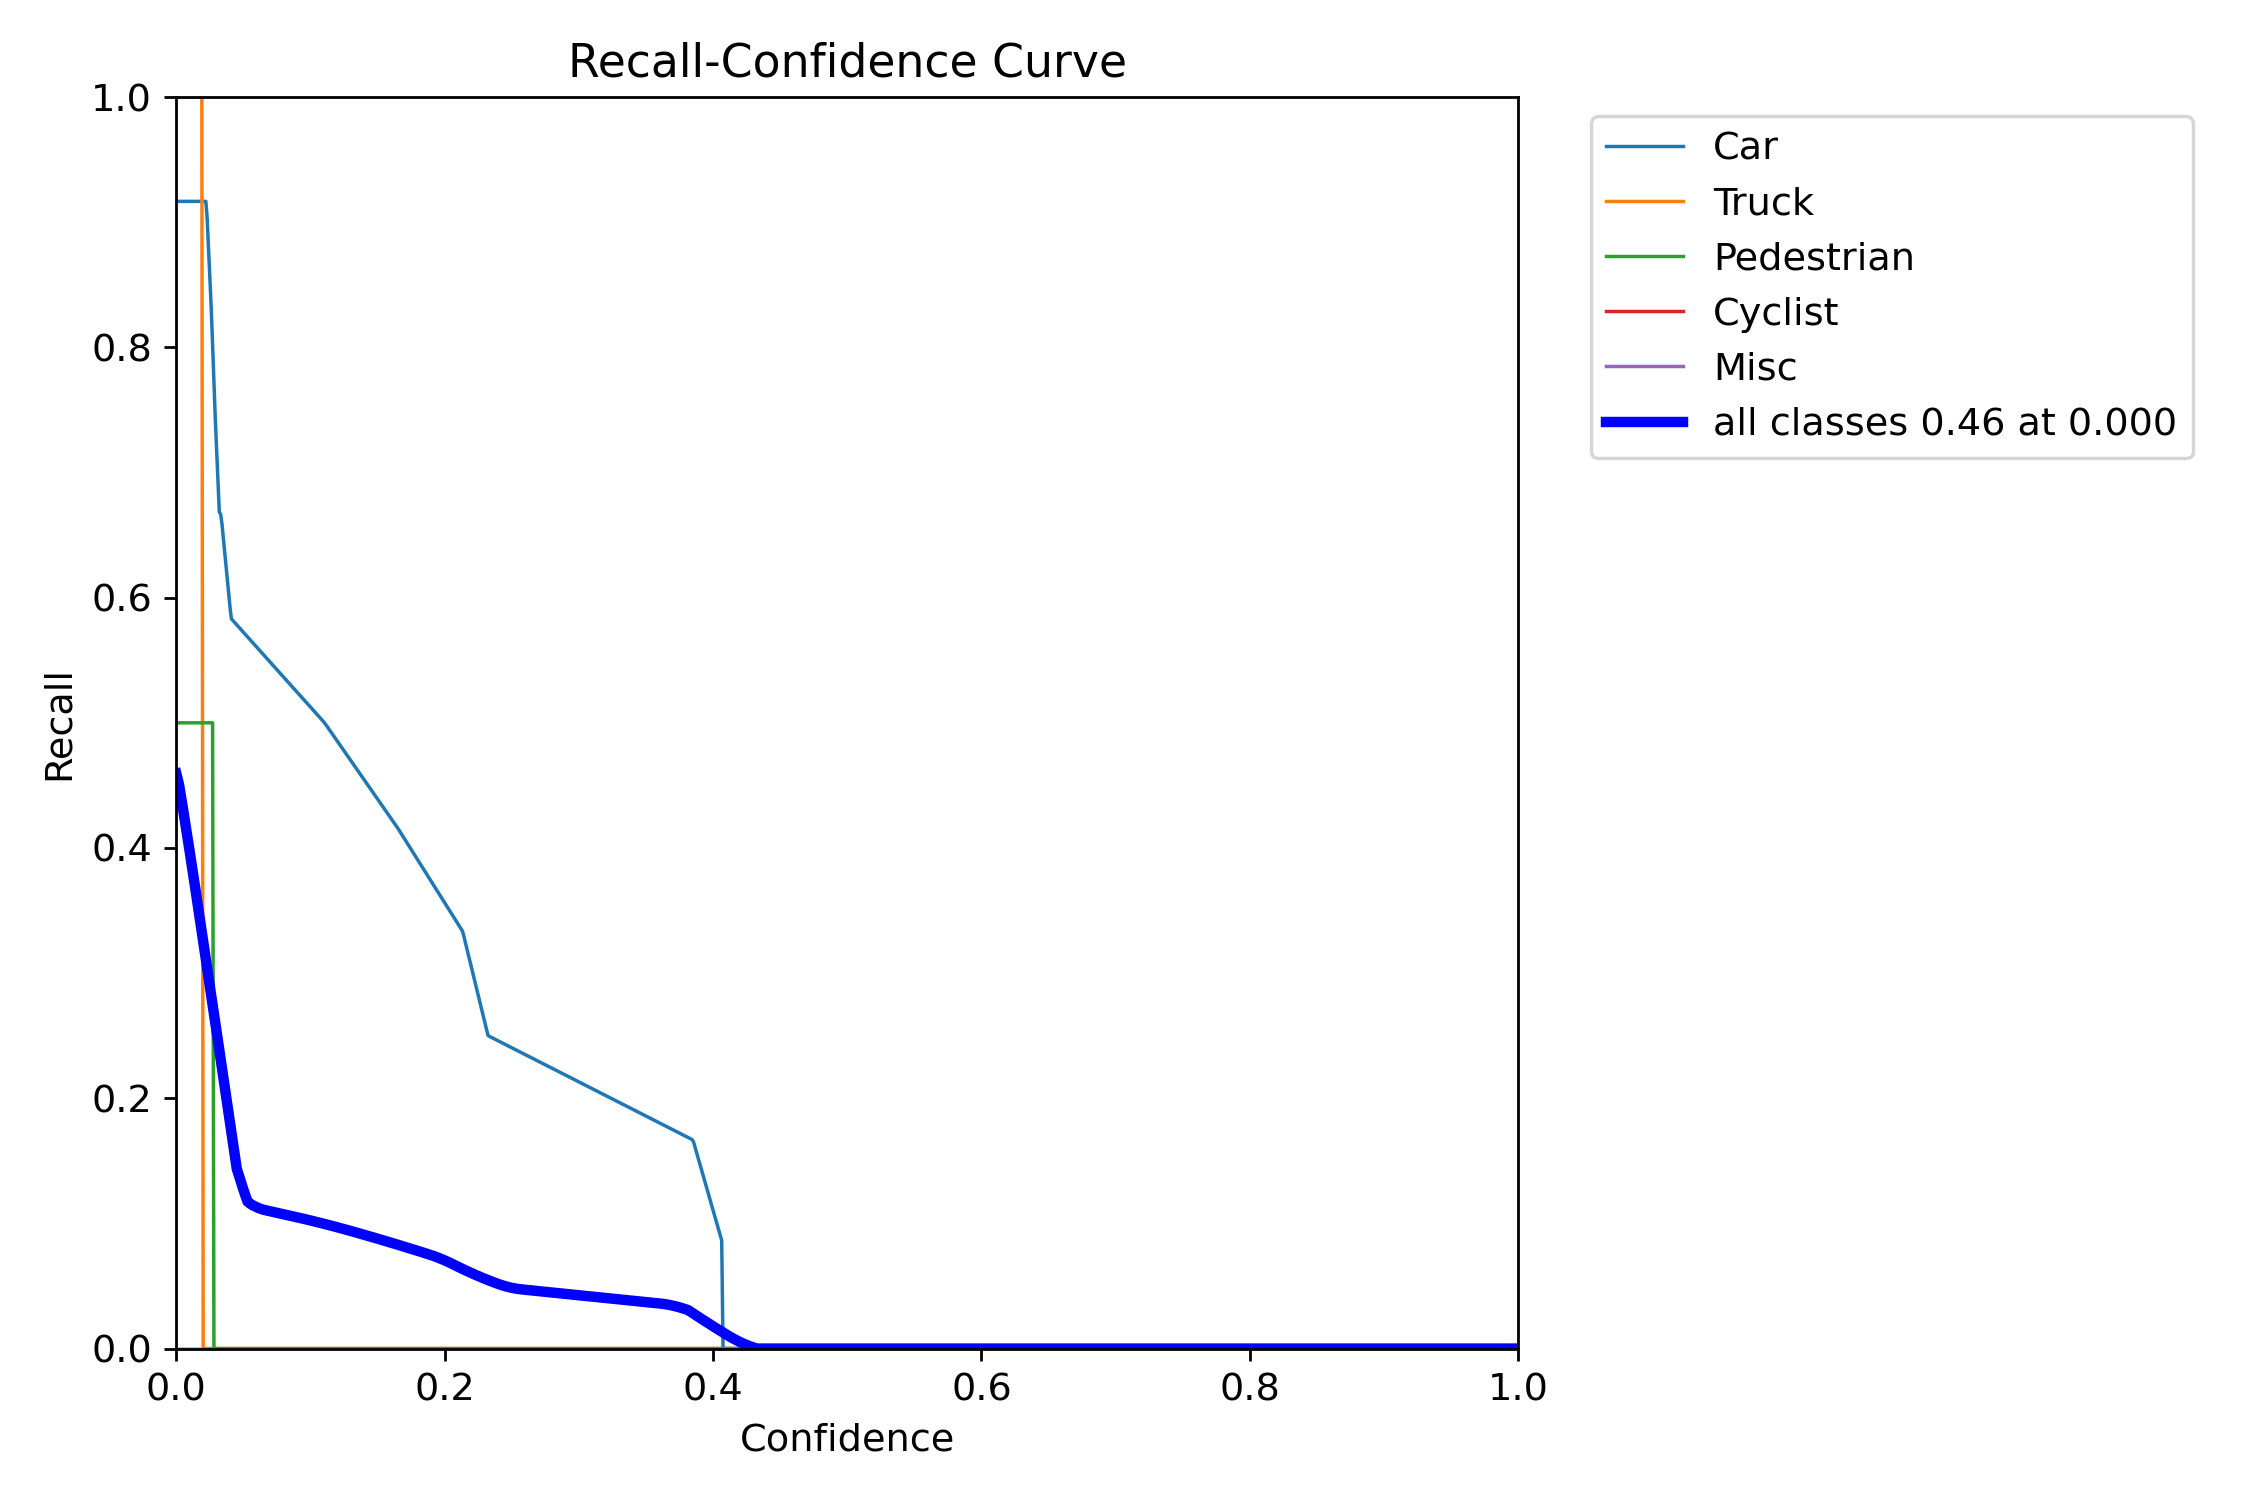 Recall-Confidence Curve
1.0
0.8
0.6
0.4
0.2
0.0
Recall
0.0 0.2 0.4 0.6 0.8 1.0
Confidence
Car
Truck
Pedestrian
Cyclist
Misc
all classes 0.46 at 0.000